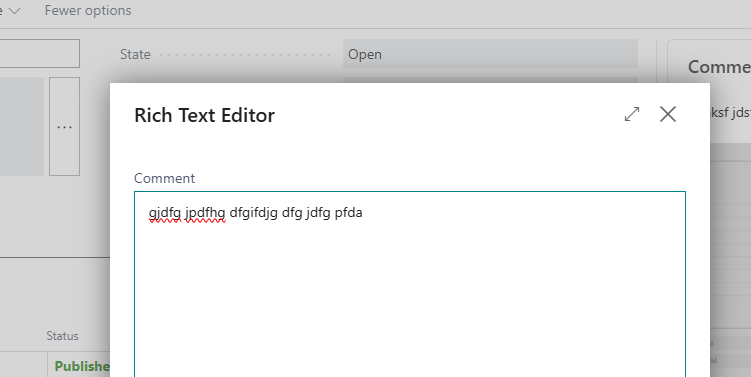 Fewer options
State
Open
Comme
ksf jds
Rich Text Editor
...
Comment
gjdfg jpdfhg dfgifdjg dfg jdfg pfda
Status
Publishe